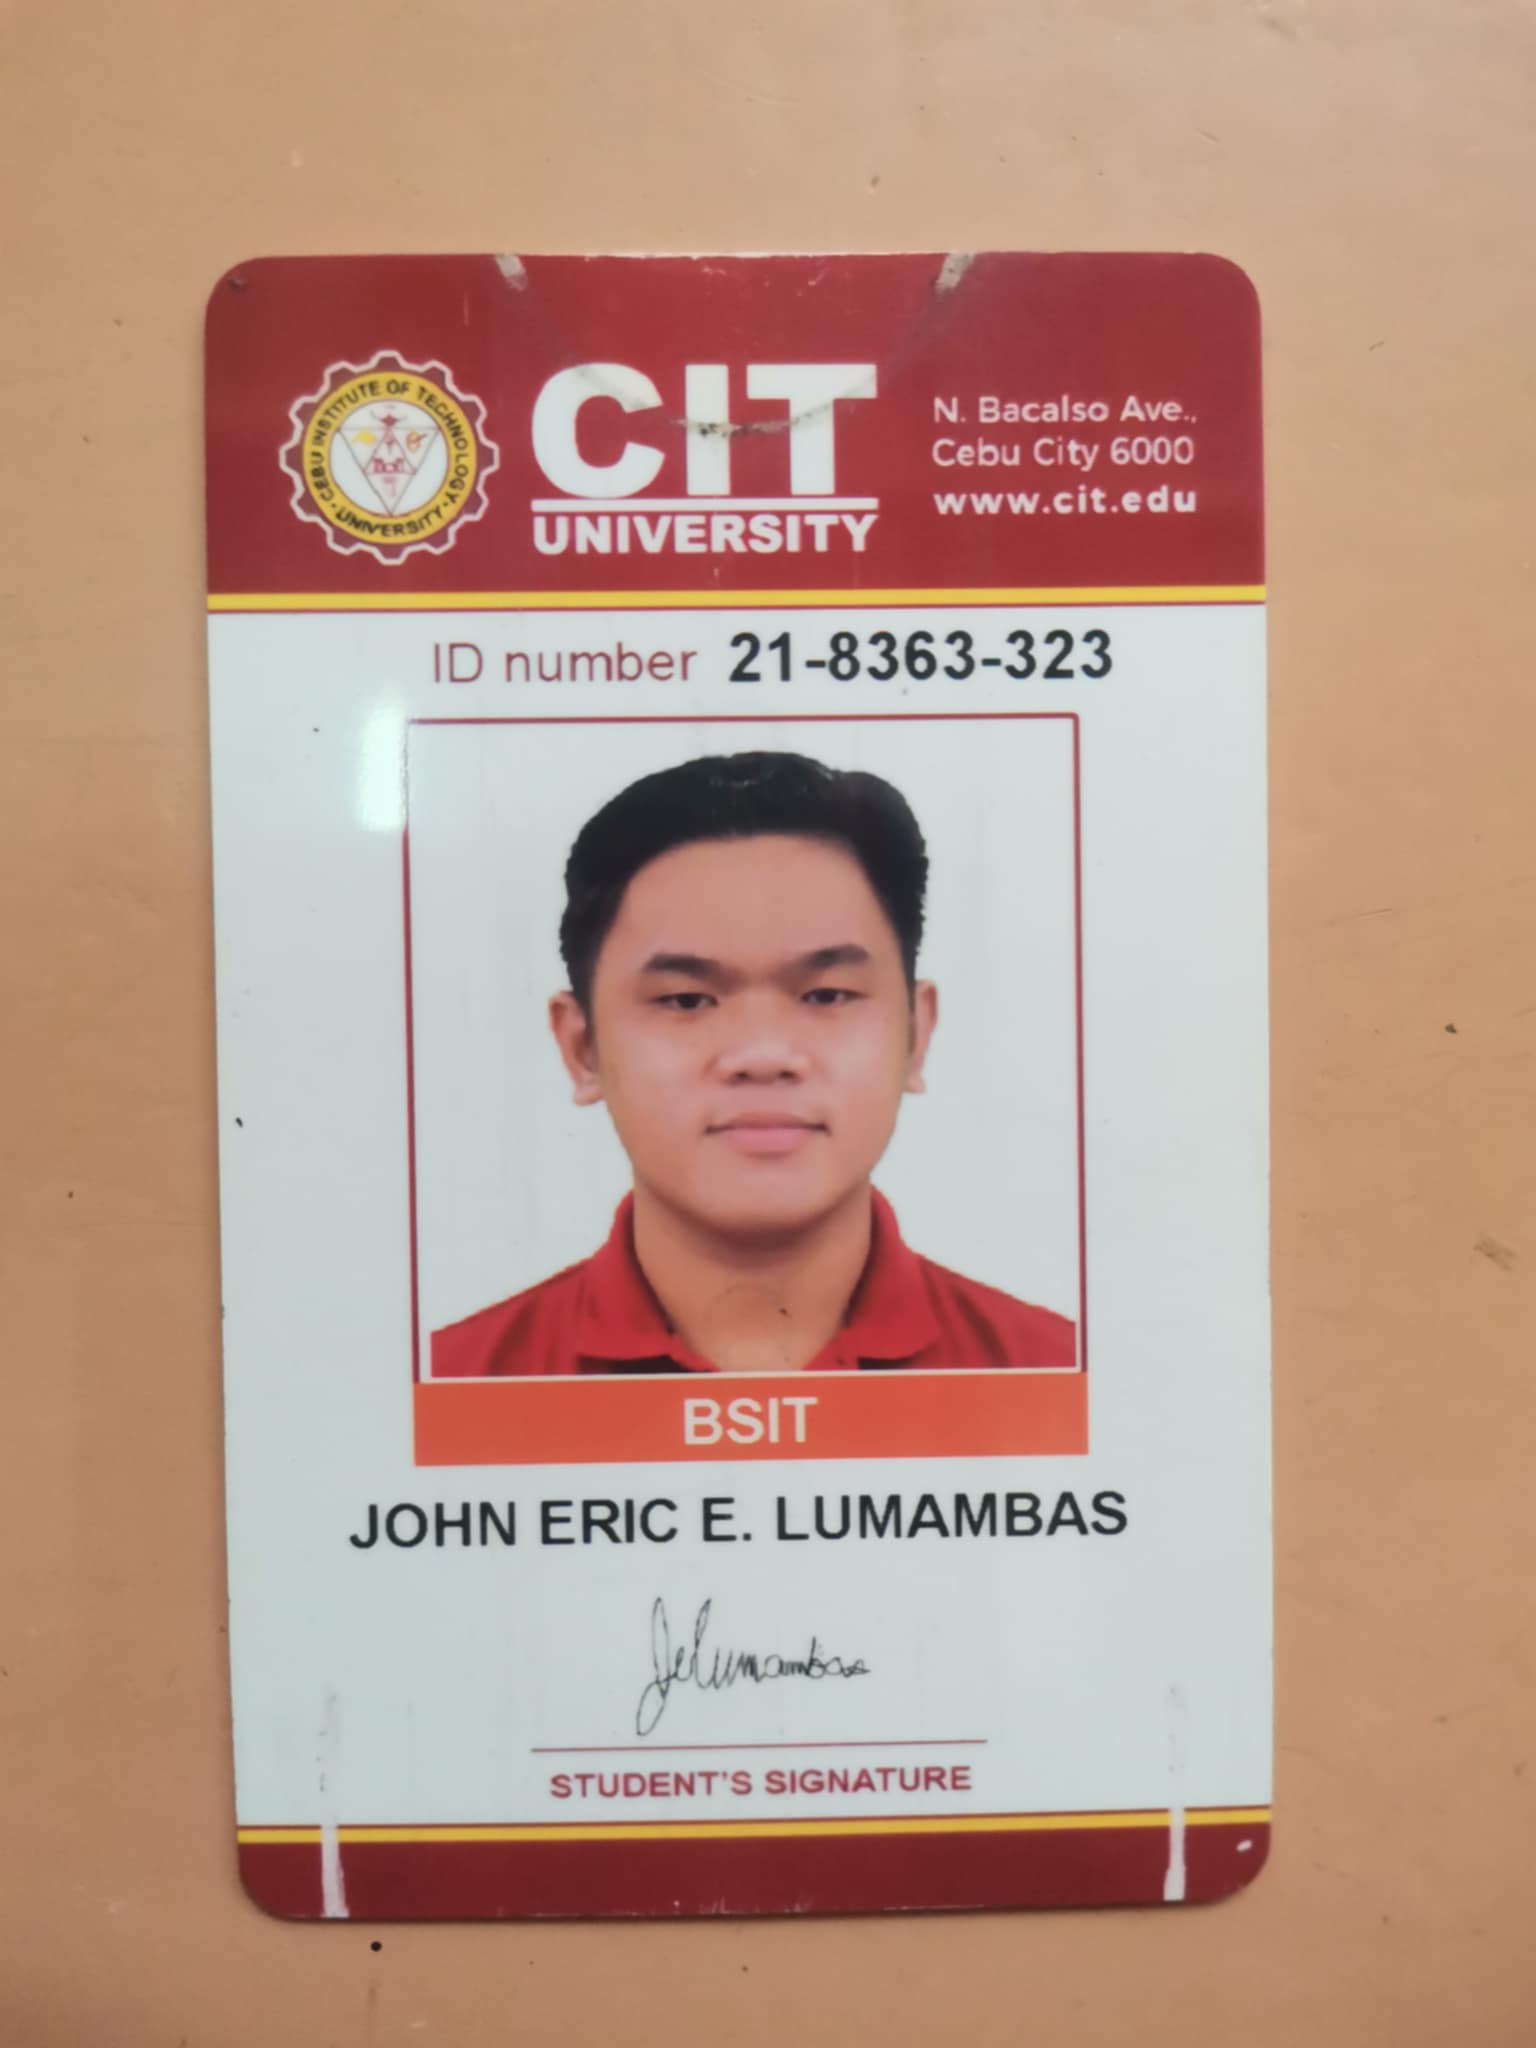 CEBU INSTITUTE OF TECHNOLOGY
UNIVERSITY
CIT
UNIVERSITY
N. Bacalso Ave.,
Cebu City 6000
www.cit.edu
ID number 21-8363-323
BSIT
JOHN ERIC E. LUMAMBAS
Jelumambas
STUDENT'S SIGNATURE